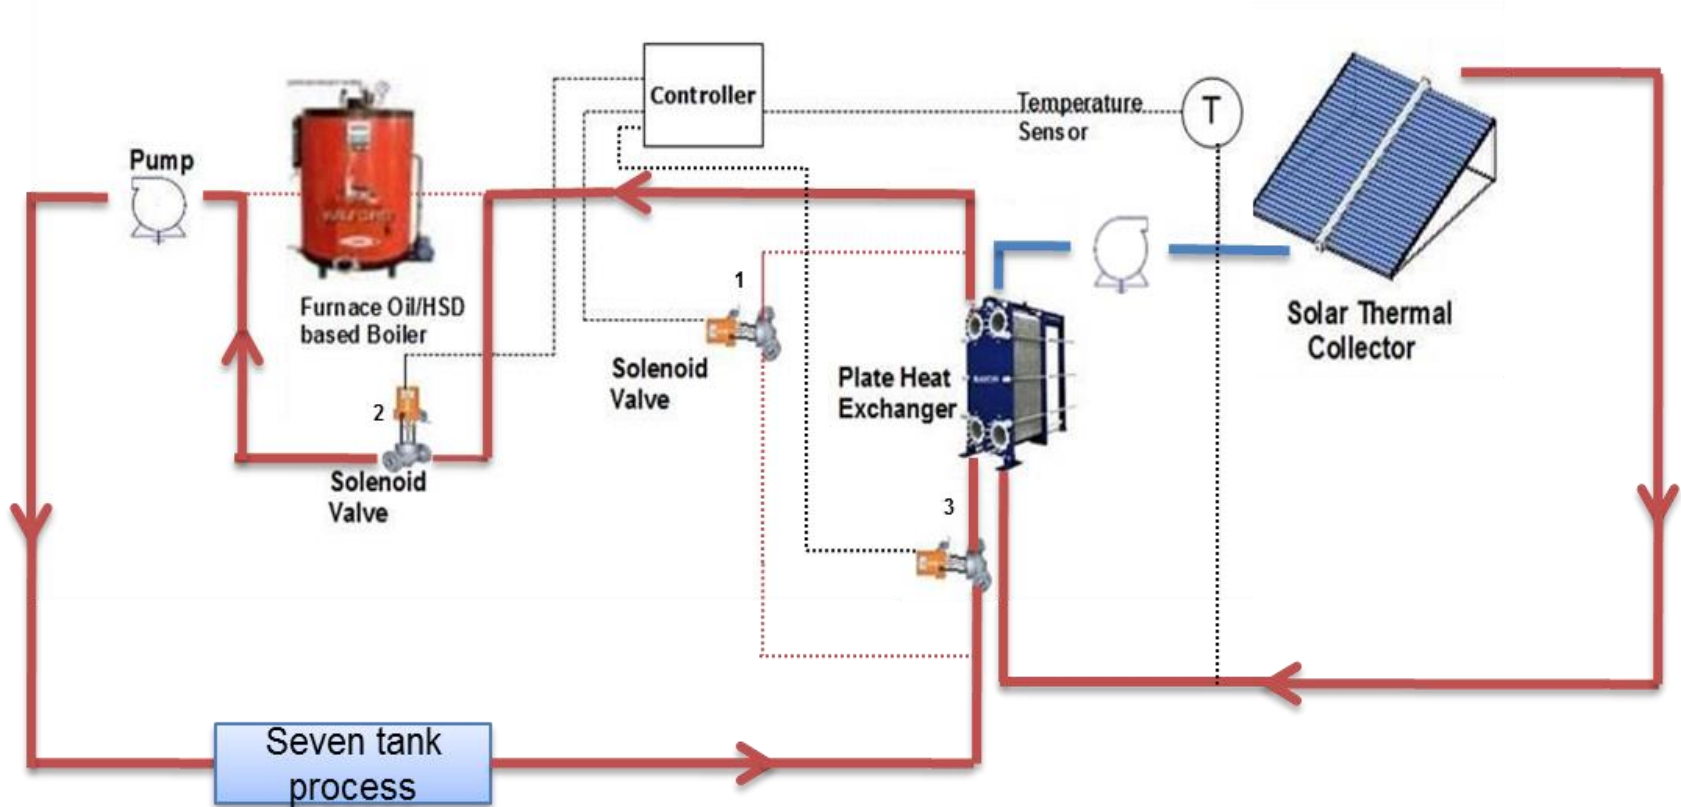 Controller
Temperature
Sensor
T
Pump
Furnace Oil/HSD
based Boiler
1
Solenoid
Valve
2
Solenoid
Valve
Plate Heat
Exchanger
3
Solar Thermal
Collector
Seven tank
process